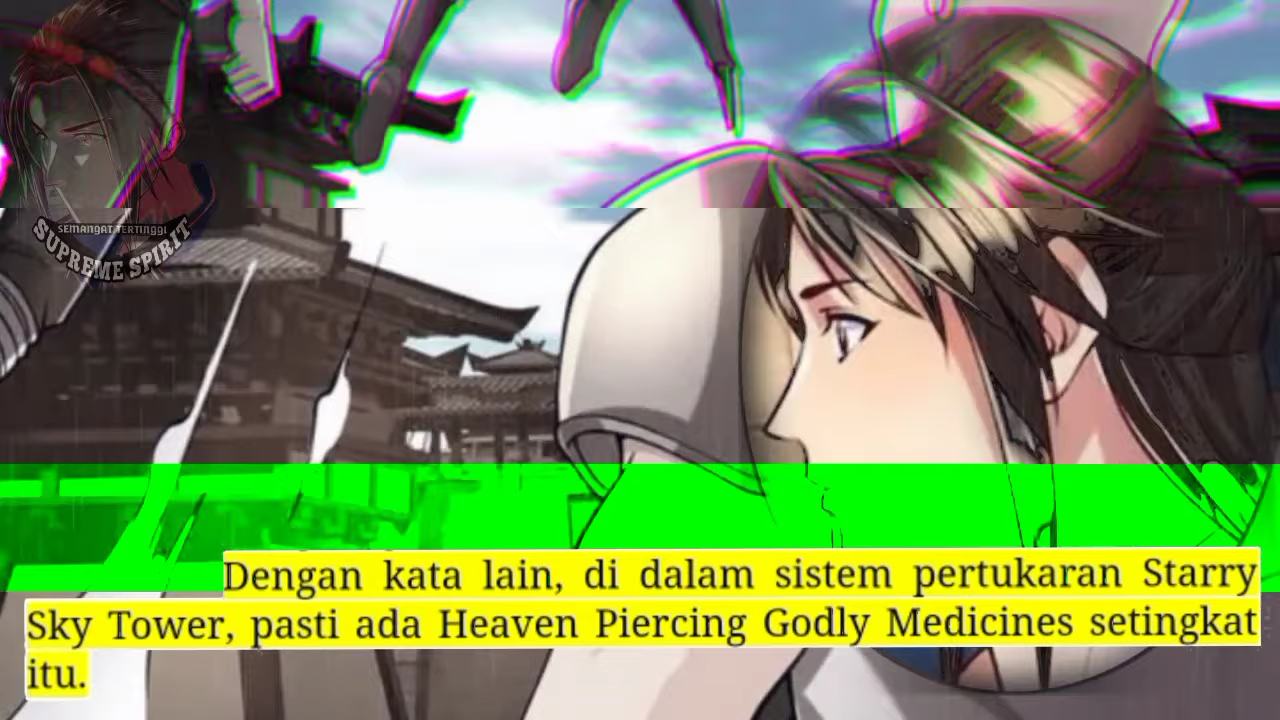 SEMANGAT TERTINGGI
SUPREME SPIRIT
Dengan kata lain, di dalam sistem pertukaran Starry
Sky Tower, pasti ada Heaven Piercing Godly Medicines setingkat
itu.